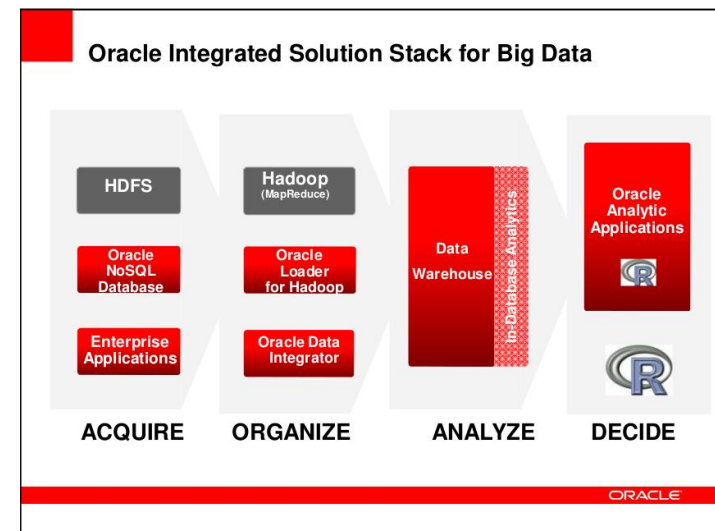 Oracle Integrated Solution Stack for Big Data
HDFS
Oracle
NoSQL
Database
Enterprise
Applications
ACQUIRE
Hadoop
(MapReduce)
Oracle
Loader
for Hadoop
Oracle Data
Integrator
ORGANIZE
Data
Warehouse
In-Database Analytics
ANALYZE
Oracle
Analytic
Applications
R
R
DECIDE
ORACLE